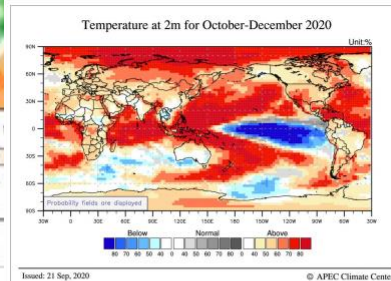 Temperature at 2m for October-December 2020
Unit:%
90N
60N
30N
0
30S
60S
80S
30W 0 30E 60E 90E 120E 150E 180 150W 120W 90W 60W 30W
Probability fields are displayed
Below Normal Above
80 70 60 50 40 0 40 50 60 70 80 0 40 50 60 70 80
Issued: 21 Sep, 2020
© APEC Climate Cente